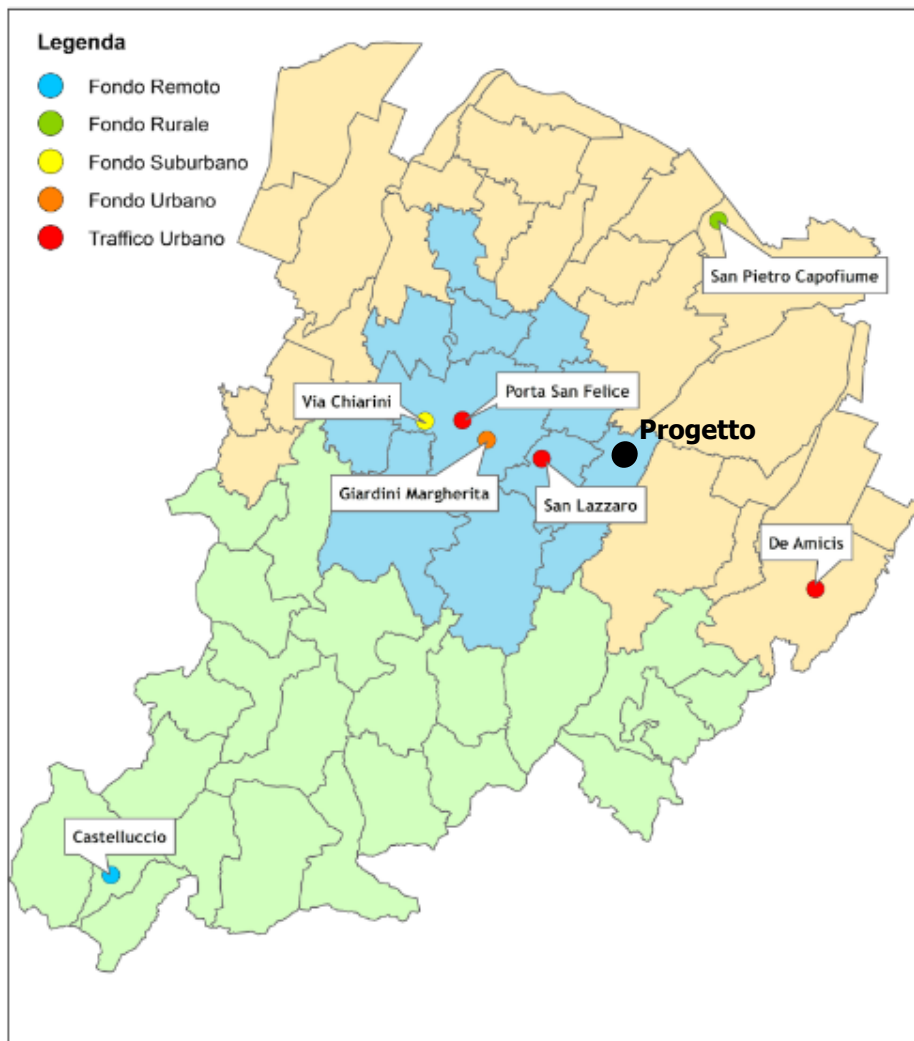 Legenda
Fondo Remoto
Fondo Rurale
Fondo Suburbano
Fondo Urbano
Traffico Urbano
San Pietro Capofiume
Via Chiarini
Porta San Felice
Progetto
Giardini Margherita
San Lazzaro
De Amicis
Castelluccio